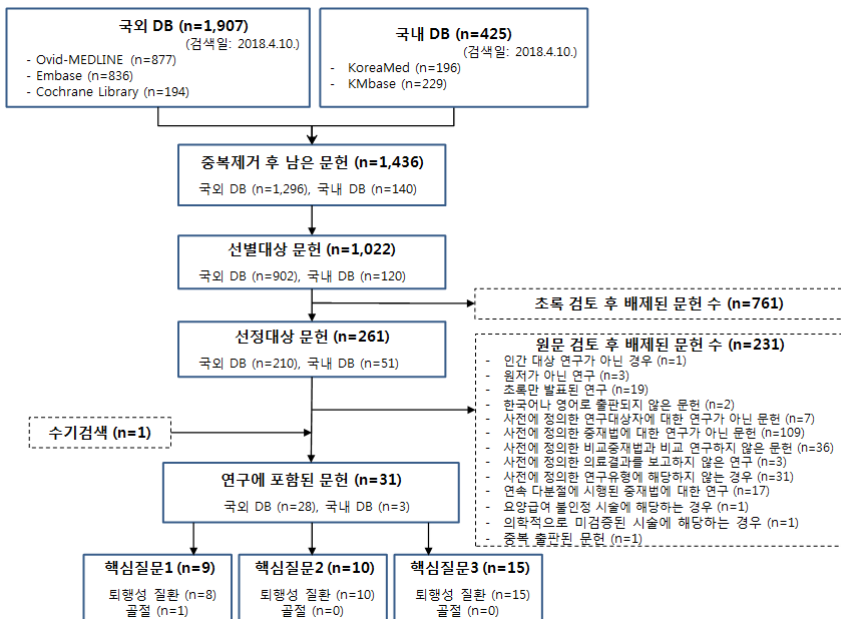 국외 DB (n=1,907)
(검색일: 2018.4.10.)
- Ovid-MEDLINE (n=877)
- Embase (n=836)
- Cochrane Library (n=194)
국내 DB (n=425)
(검색일: 2018.4.10.)
- KoreaMed (n=196)
- KMbase (n=229)
중복제거 후 남은 문헌 (n=1,436)
국외 DB (n=1,296), 국내 DB (n=140)
선별대상 문헌 (n=1,022)
국외 DB (n=902), 국내 DB (n=120)
초록 검토 후 배제된 문헌 수 (n=761)
선정대상 문헌 (n=261)
국외 DB (n=210), 국내 DB (n=51)
원문 검토 후 배제된 문헌 수 (n=231)
- 인간 대상 연구가 아닌 경우 (n=1)
- 원저가 아닌 연구 (n=3)
- 초록만 발표된 연구 (n=19)
- 한국어나 영어로 출판되지 않은 문헌 (n=2)
- 사전에 정의한 연구대상자에 대한 연구가 아닌 문헌 (n=7)
- 사전에 정의한 중재법에 대한 연구가 아닌 문헌 (n=109)
- 사전에 정의한 비교중재법과 비교 연구하지 않은 문헌 (n=36)
- 사전에 정의한 의료결과를 보고하지 않은 연구 (n=3)
- 사전에 정의한 연구유형에 해당하지 않는 경우 (n=31)
- 연속 다분절에 시행된 중재법에 대한 연구 (n=17)
- 요양급여 불인정 시술에 해당하는 경우 (n=1)
- 의학적으로 미검증된 시술에 해당하는 경우 (n=1)
- 중복 출판된 문헌 (n=1)
수기검색 (n=1)
연구에 포함된 문헌 (n=31)
국외 DB (n=28), 국내 DB (n=3)
핵심질문1 (n=9)
퇴행성 질환 (n=8)
골절 (n=1)
핵심질문2 (n=10)
퇴행성 질환 (n=10)
골절 (n=0)
핵심질문3 (n=15)
퇴행성 질환 (n=15)
골절 (n=0)